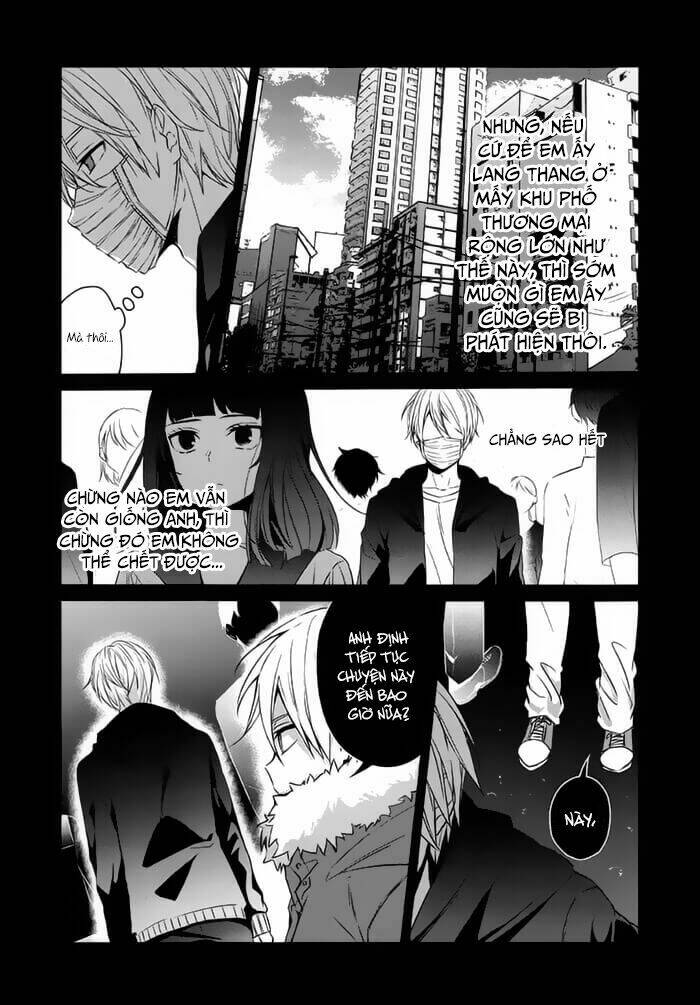 NHƯNG, NẾU
CỨ ĐỂ EM ẤY
LANG THANG Ở
MẤY KHU PHỐ
THƯƠNG MẠI
RỘNG LỚN NHƯ
THẾ NÀY, THÌ SỚM
MUỘN GÌ EM ẤY
CŨNG SẼ BỊ
PHÁT HIỆN THÔI.
Mà thôi...
CHẲNG SAO HẾT
CHỪNG NÀO EM VẪN
CÒN GIỐNG ANH, THÌ
CHỪNG ĐÓ EM KHÔNG
THỂ CHẾT ĐƯỢC...
NÀY,
ANH ĐỊNH
TIẾP TỤC
CHUYỆN NÀY
ĐẾN BAO
GIỜ NỮA?